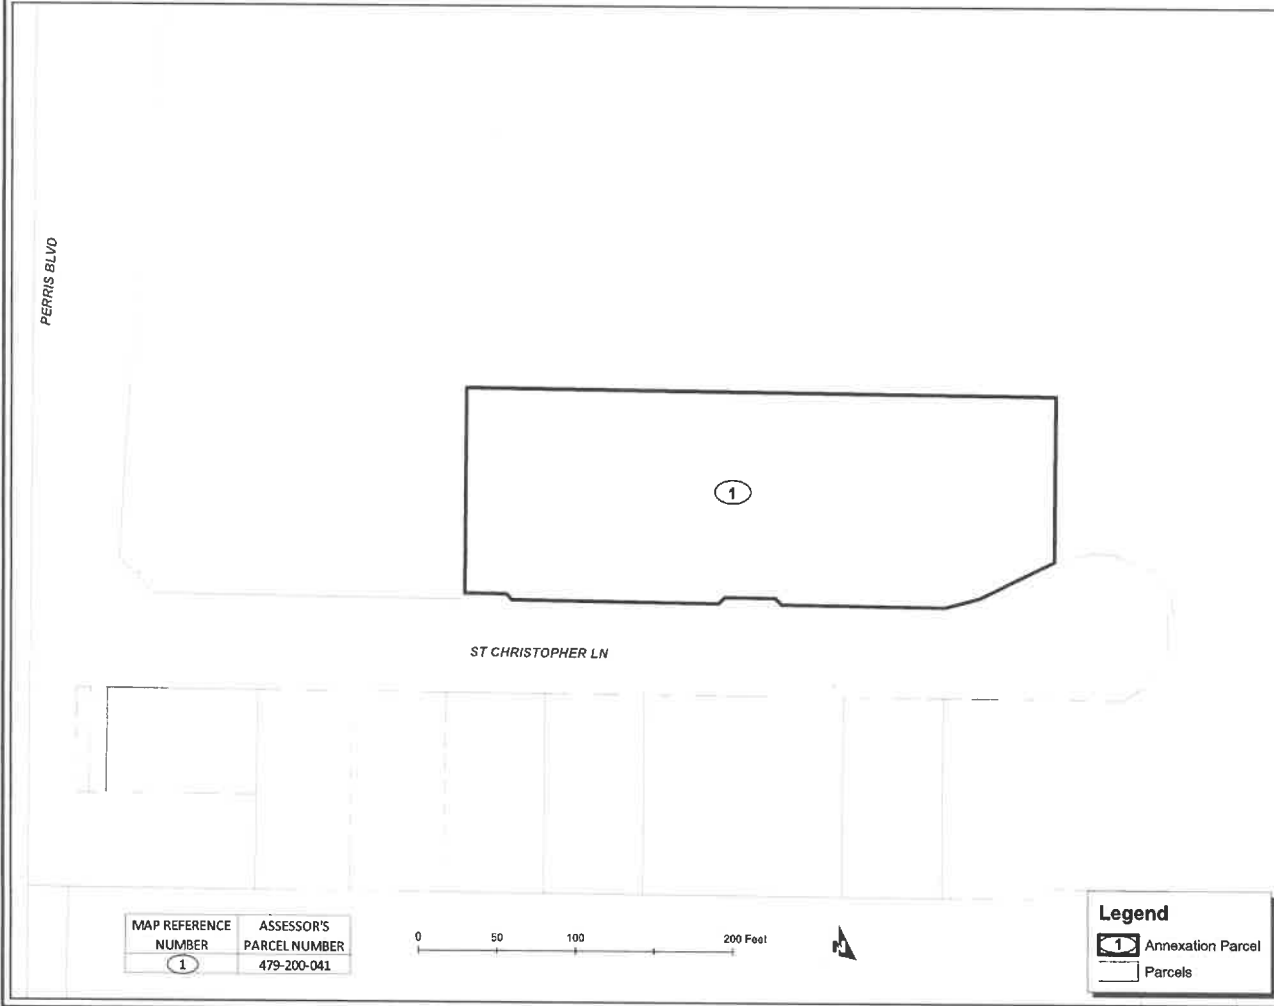 PERRIS BLVD
1
ST CHRISTOPHER LN
MAP REFERENCE NUMBER
ASSESSOR'S PARCEL NUMBER
1
479-200-041
0 50 100 200 Feet
N
Legend
1 Annexation Parcel
Parcels